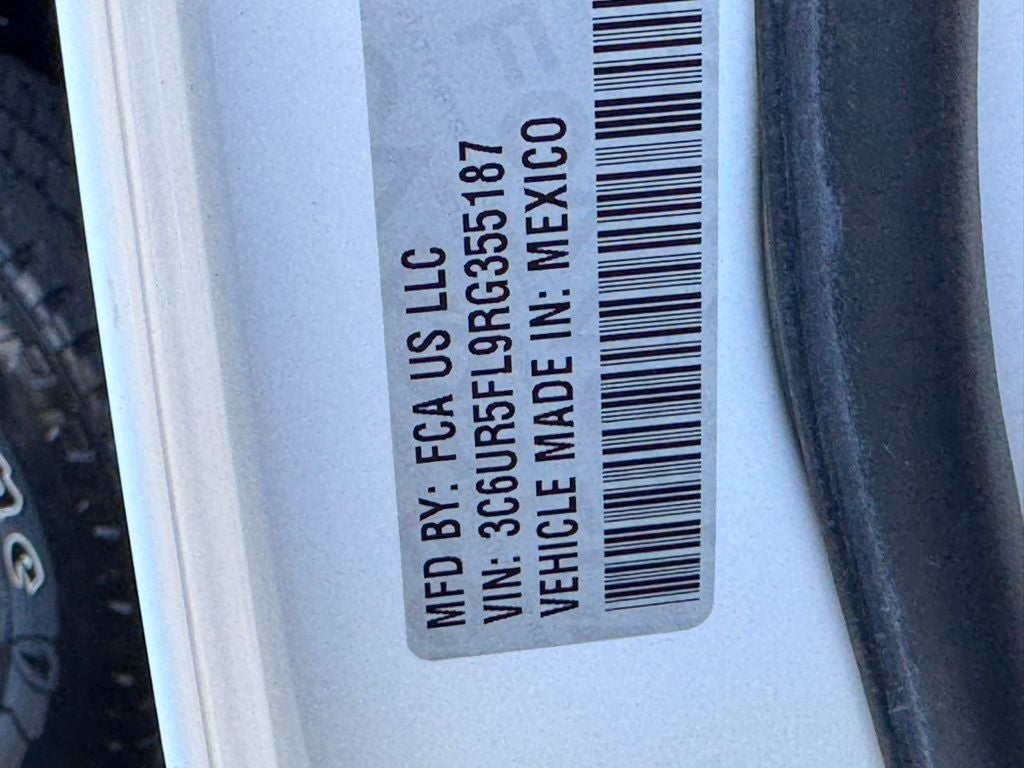 MFD BY: FCA US LLC
VIN: 3C6UR5FL9RG355187
VEHICLE MADE IN: MEXICO